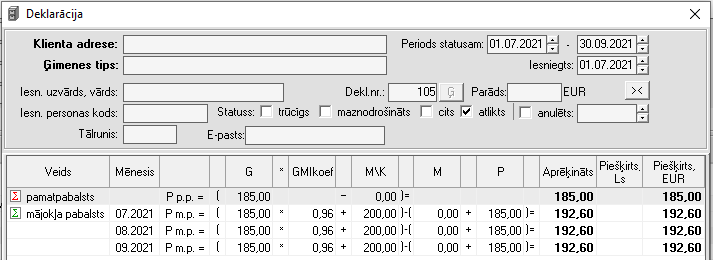 Deklarācija
Klienta adrese: Periods statusam: 01.07.2021 - 30.09.2021
Ģimenes tips: Iesniegts: 01.07.2021
Iesn. uzvārds, vārds: Dekl.nr.: 105 Ģ Parāds: EUR ><
Iesn. personas kods: Statuss: trūcīgs maznodrošināts cits atlikts anulēts:
Tālrunis: E-pasts:
Veids Mēnesis G * GMIkoef M\K M P Aprēķināts Piešķirts, Ls Piešķirts, EUR
Σ pamatpabalsts P p.p. = ( 185,00 − 0,00 )= 185,00 185,00
Σ mājokļa pabalsts 07.2021 P m.p. = ( 185,00 * 0,96 + 200,00 )-( 0,00 + 185,00 )= 192,60 192,60
08.2021 P m.p. = ( 185,00 * 0,96 + 200,00 )-( 0,00 + 185,00 )= 192,60 192,60
09.2021 P m.p. = ( 185,00 * 0,96 + 200,00 )-( 0,00 + 185,00 )= 192,60 192,60